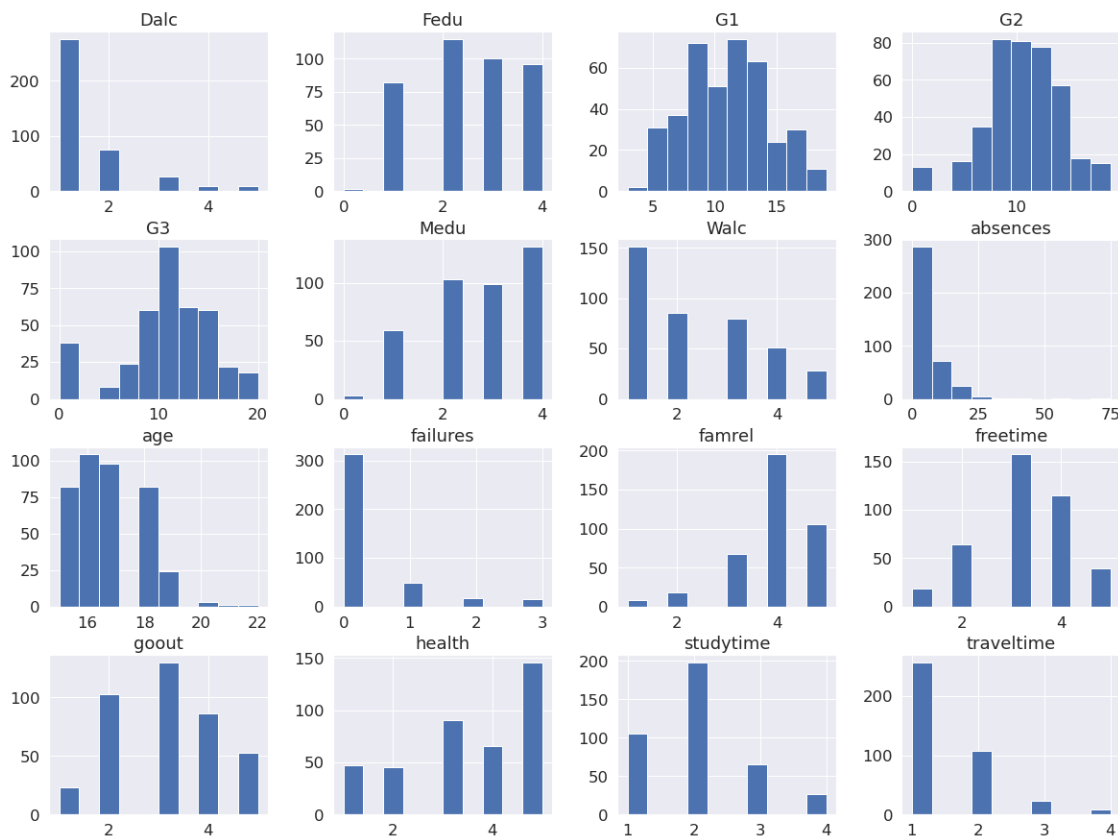 Dalc Fedu G1 G2
200 100 60 80
100 75 40 60
0 50 20 40
25 0 20
0 0
2 4 0 2 4 5 10 15 0 10
G3 Medu Walc absences
100 100 150 300
75 50 100 200
50 0 50 100
25 0 0
0
0 10 20 0 2 4 2 4 0 25 50 75
age failures famrel freetime
100 300 200 150
75 200 150 100
50 100 100 50
25 0 50 0
0 0
16 18 20 22 0 1 2 3 2 4 2 4
goout health studytime traveltime
100 150 200 200
50 100 150 100
0 50 100 0
0 50
0
2 4 2 4 1 2 3 4 1 2 3 4